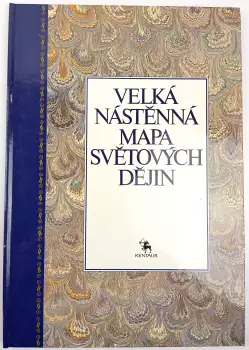 VELKÁ
NÁSTĚNNÁ
MAPA
SVĚTOVÝCH
DĚJIN
KENTAUR